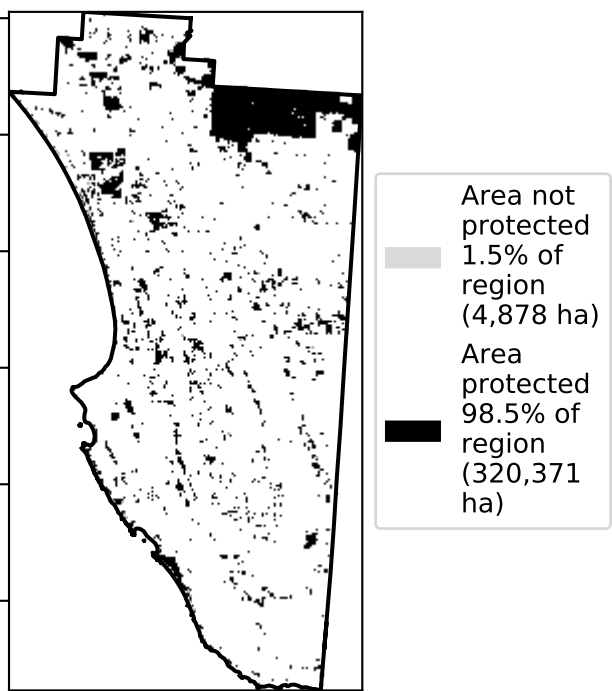 Area not
protected
1.5% of
region
(4,878 ha)
Area
protected
98.5% of
region
(320,371
ha)